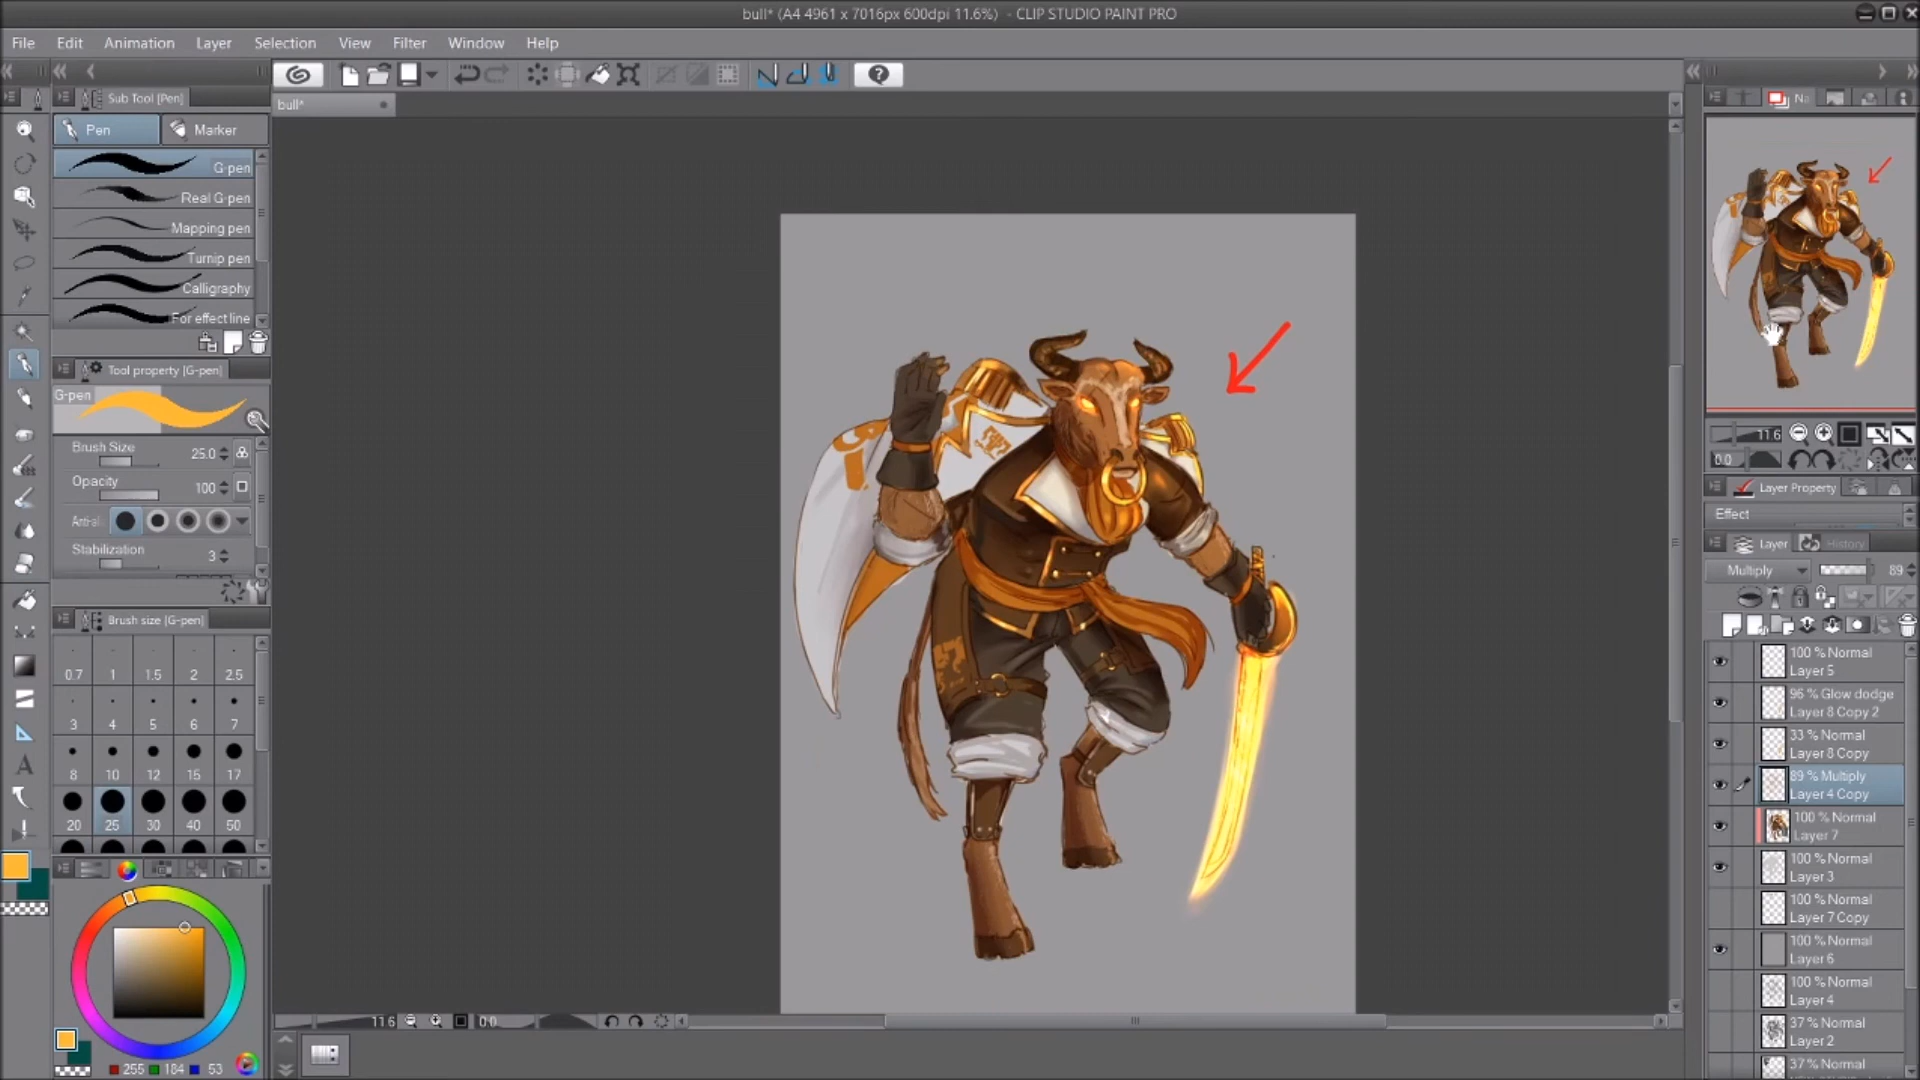 bull* (A4 4961 x 7016px 600dpi 11.6%) - CLIP STUDIO PAINT PRO
File Edit Animation Layer Selection View Filter Window Help
Sub Tool [Pen]
bull*
Pen Marker
G-pen
Real G-pen
Mapping pen
Turnip pen
Calligraphy
For effect line
Tool property [G-pen]
G-pen
Brush Size 25.0
Opacity 100
Anti-al
Stabilization 3
Brush size [G-pen]
0.7 1 1.5 2 2.5
3 4 5 6 7
8 10 12 15 17
20 25 30 40 50
255 184 53
11.6 0.0
Na
11.6
0.0
Layer Property
Effect
Layer History
Multiply 89
100 % Normal
Layer 5
96 % Glow dodge
Layer 8 Copy 2
33 % Normal
Layer 8 Copy
89 % Multiply
Layer 4 Copy
100 % Normal
Layer 7
100 % Normal
Layer 3
100 % Normal
Layer 7 Copy
100 % Normal
Layer 6
100 % Normal
Layer 4
37 % Normal
Layer 2
37 % Normal